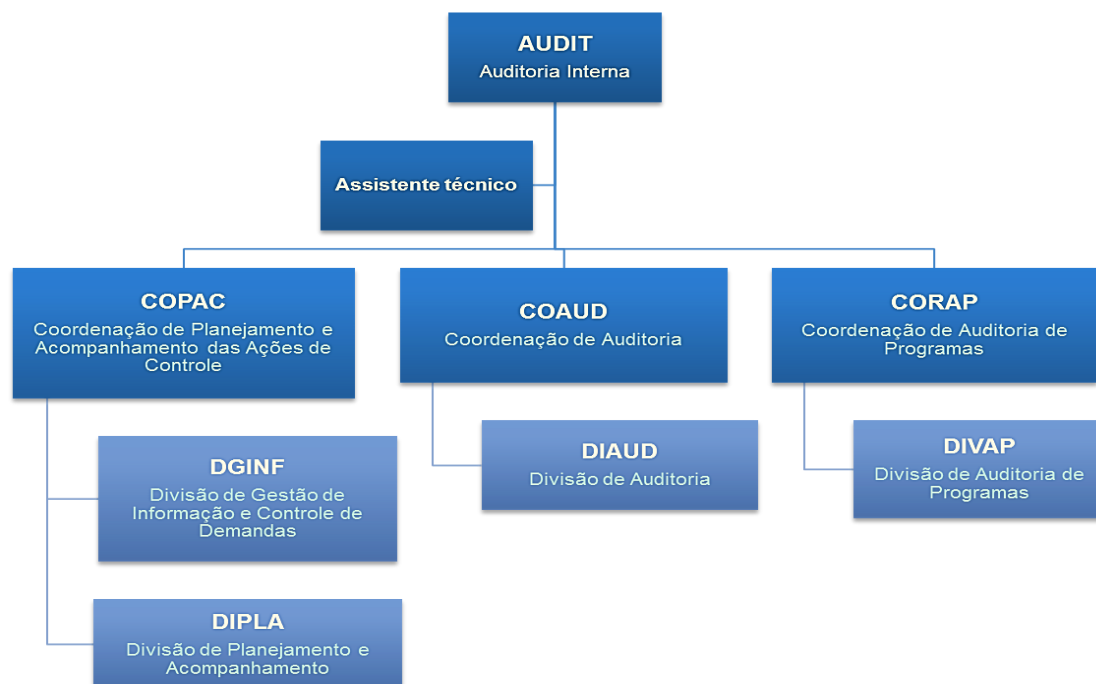 AUDIT
Auditoria Interna
Assistente técnico
COPAC
Coordenação de Planejamento e
Acompanhamento das Ações de
Controle
COAUD
Coordenação de Auditoria
CORAP
Coordenação de Auditoria de
Programas
DGINF
Divisão de Gestão de
Informação e Controle de
Demandas
DIAUD
Divisão de Auditoria
DIVAP
Divisão de Auditoria de
Programas
DIPLA
Divisão de Planejamento e
Acompanhamento